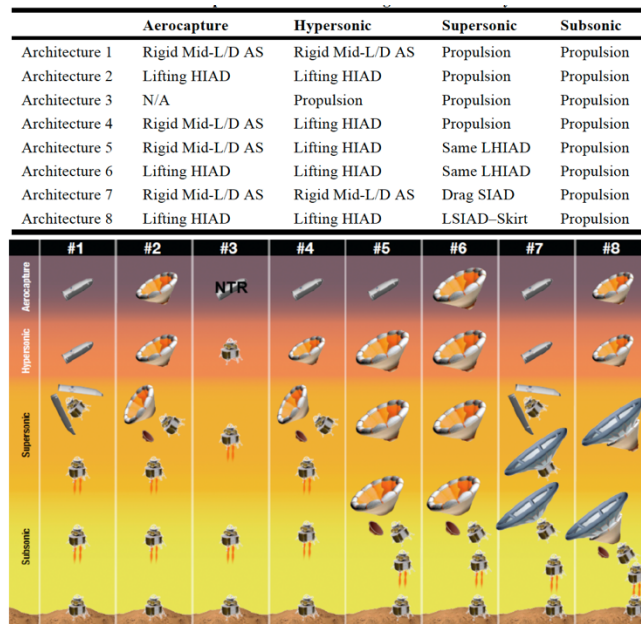 Aerocapture Hypersonic Supersonic Subsonic
Architecture 1 Rigid Mid-L/D AS Rigid Mid-L/D AS Propulsion Propulsion
Architecture 2 Lifting HIAD Lifting HIAD Propulsion Propulsion
Architecture 3 N/A Propulsion Propulsion Propulsion
Architecture 4 Rigid Mid-L/D AS Lifting HIAD Propulsion Propulsion
Architecture 5 Rigid Mid-L/D AS Lifting HIAD Same LHIAD Propulsion
Architecture 6 Lifting HIAD Lifting HIAD Same LHIAD Propulsion
Architecture 7 Rigid Mid-L/D AS Rigid Mid-L/D AS Drag SIAD Propulsion
Architecture 8 Lifting HIAD Lifting HIAD LSIAD–Skirt Propulsion
#1 #2 #3 #4 #5 #6 #7 #8
Aerocapture
NTR
Hypersonic
Supersonic
Subsonic